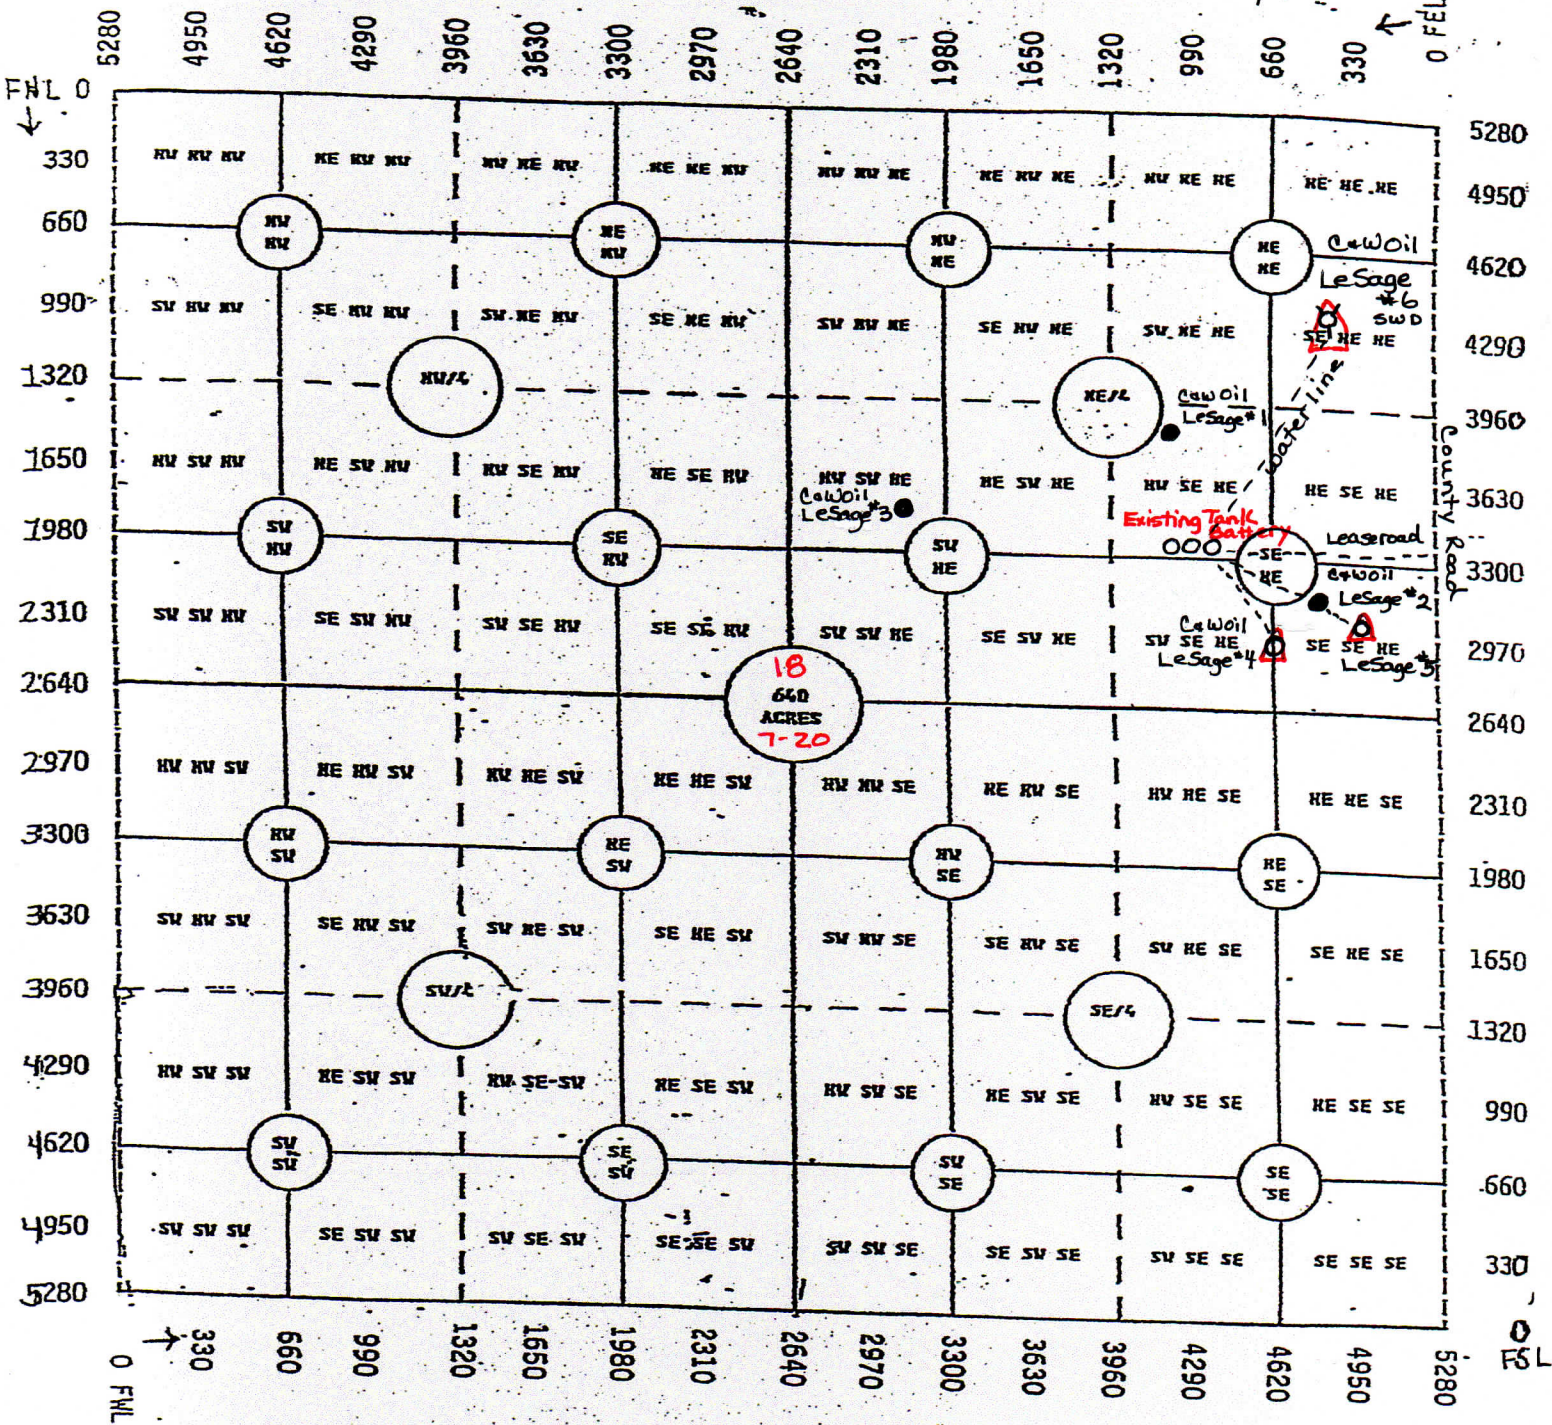 5280 4950 4620 4290 3960 3630 3300 2970 2640 2310 1980 1650 1320 990 660 330 0 FEL
FNL 0
5280
330
NW NW NW NE NW NW NW NE NW NE NE NW NW NW NE NE NW NE NW NE NE NE NE NE
4950
660
NW
NW
NE
NW
NW
NE
NE
NE
C&W Oil
4620
LeSage
#6
SWD
990
SW NW NW SE NW NW SW NE NW SE NE NW SW NW NE SE NW NE SW NE NE SE NE NE
4290
1320
NW/4
NE/4
C&W Oil
LeSage #1
Water line
3960
County Road
1650
NW SW NW NE SW NW NW SE NW NE SE NW NW SW NE NE SW NE NW SE NE NE SE NE
3630
C&W Oil
LeSage #3
Existing Tank
Battery
1980
SW
NW
SE
NW
SW
NE
SE
NE
Lease road
3300
C&W Oil
LeSage #2
2310
SW SW NW SE SW NW SW SE NW SE SE NW SW SW NE SE SW NE SW SE NE SE SE NE
2970
C&W Oil
LeSage #4
LeSage #5
2640
18
640
ACRES
7-20
2640
2970
NW NW SW NE NW SW NW NE SW NE NE SW NW NW SE NE NW SE NW NE SE NE NE SE
2310
3300
NW
SW
NE
SW
NW
SE
NE
SE
1980
3630
SW NW SW SE NW SW SW NE SW SE NE SW SW NW SE SE NW SE SW NE SE SE NE SE
1650
3960
SW/4
SE/4
1320
4290
NW SW SW NE SW SW NW SE-SW NE SE SW NW SW SE NE SW SE NW SE SE NE SE SE
990
4620
SW
SW
SE
SW
SW
SE
SE
SE
660
4950
SW SW SW SE SW SW SW SE SW SE SE SW SW SW SE SE SW SE SW SE SE SE SE SE
330
5280
0
FSL
0 FWL 330 660 990 1320 1650 1980 2310 2640 2970 3300 3630 3960 4290 4620 4950 5280